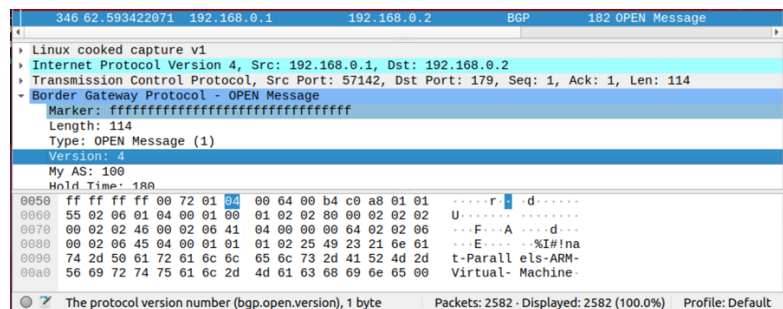 346 62.593422071 192.168.0.1 192.168.0.2 BGP 182 OPEN Message
Linux cooked capture v1
Internet Protocol Version 4, Src: 192.168.0.1, Dst: 192.168.0.2
Transmission Control Protocol, Src Port: 57142, Dst Port: 179, Seq: 1, Ack: 1, Len: 114
Border Gateway Protocol - OPEN Message
Marker: ffffffffffffffffffffffffffffffff
Length: 114
Type: OPEN Message (1)
Version: 4
My AS: 100
Hold Time: 180
0050 ff ff ff ff 00 72 01 04 00 64 00 b4 c0 a8 01 01 ·····r·· ·d······
0060 55 02 06 01 04 00 01 00 01 02 02 80 00 02 02 02 U······· ········
0070 00 02 02 46 00 02 06 41 04 00 00 00 64 02 02 06 ···F···A ····d···
0080 00 02 06 45 04 00 01 01 01 02 25 49 23 21 6e 61 ···E···· ··%I#!na
0090 74 2d 50 61 72 61 6c 6c 65 6c 73 2d 41 52 4d 2d t-Parall els-ARM-
00a0 56 69 72 74 75 61 6c 2d 4d 61 63 68 69 6e 65 00 Virtual- Machine·
The protocol version number (bgp.open.version), 1 byte Packets: 2582 · Displayed: 2582 (100.0%) Profile: Default